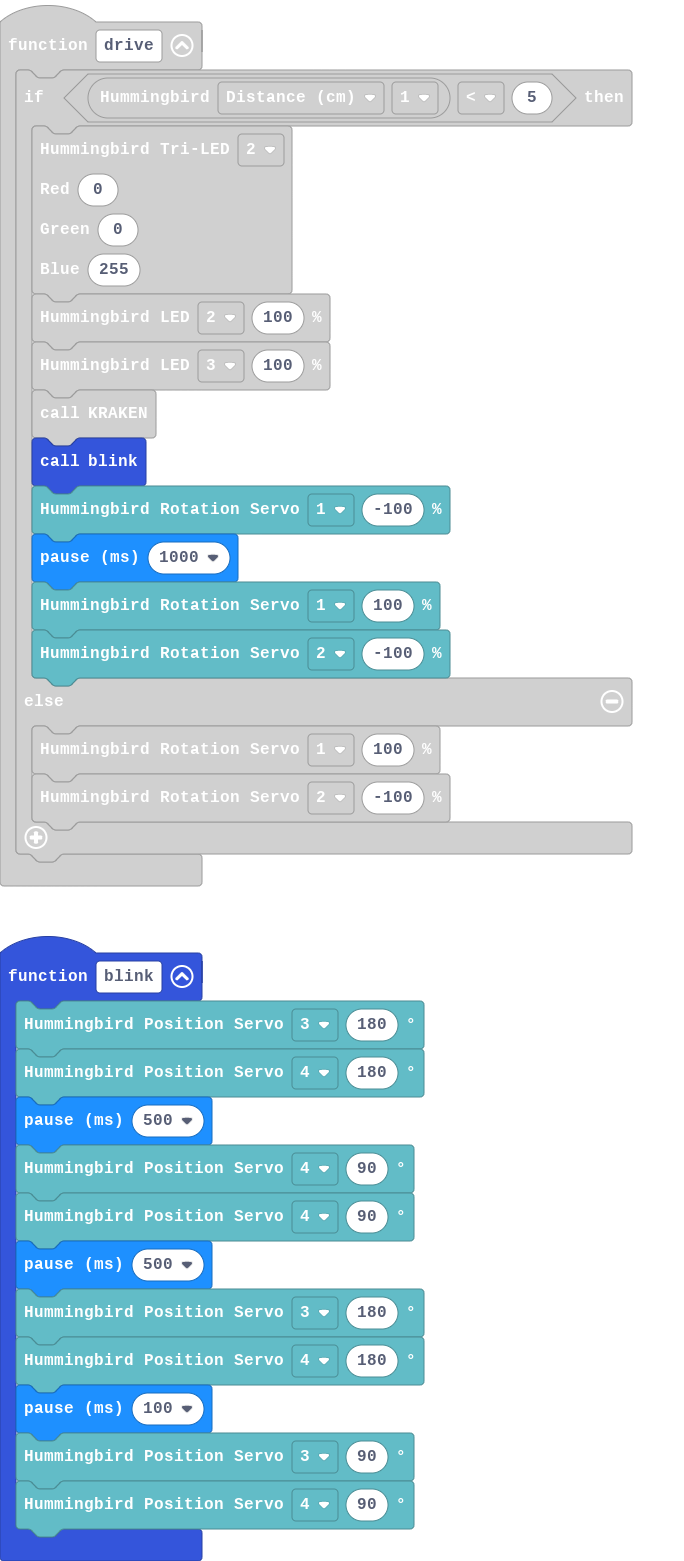 function drive
if Hummingbird Distance (cm) 1 < 5 then
Hummingbird Tri-LED 2
Red 0
Green 0
Blue 255
Hummingbird LED 2 100 %
Hummingbird LED 3 100 %
call KRAKEN
call blink
Hummingbird Rotation Servo 1 -100 %
pause (ms) 1000
Hummingbird Rotation Servo 1 100 %
Hummingbird Rotation Servo 2 -100 %
else
Hummingbird Rotation Servo 1 100 %
Hummingbird Rotation Servo 2 -100 %
function blink
Hummingbird Position Servo 3 180 °
Hummingbird Position Servo 4 180 °
pause (ms) 500
Hummingbird Position Servo 4 90 °
Hummingbird Position Servo 4 90 °
pause (ms) 500
Hummingbird Position Servo 3 180 °
Hummingbird Position Servo 4 180 °
pause (ms) 100
Hummingbird Position Servo 3 90 °
Hummingbird Position Servo 4 90 °